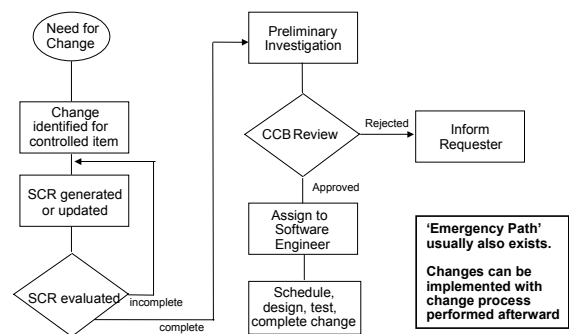 Need for
Change
Change
identified for
controlled item
SCR generated
or updated
SCR evaluated
incomplete
complete
Preliminary
Investigation
CCB Review
Rejected
Inform
Requester
Approved
Assign to
Software
Engineer
Schedule,
design, test,
complete change
‘Emergency Path’
usually also exists.
Changes can be
implemented with
change process
performed afterward